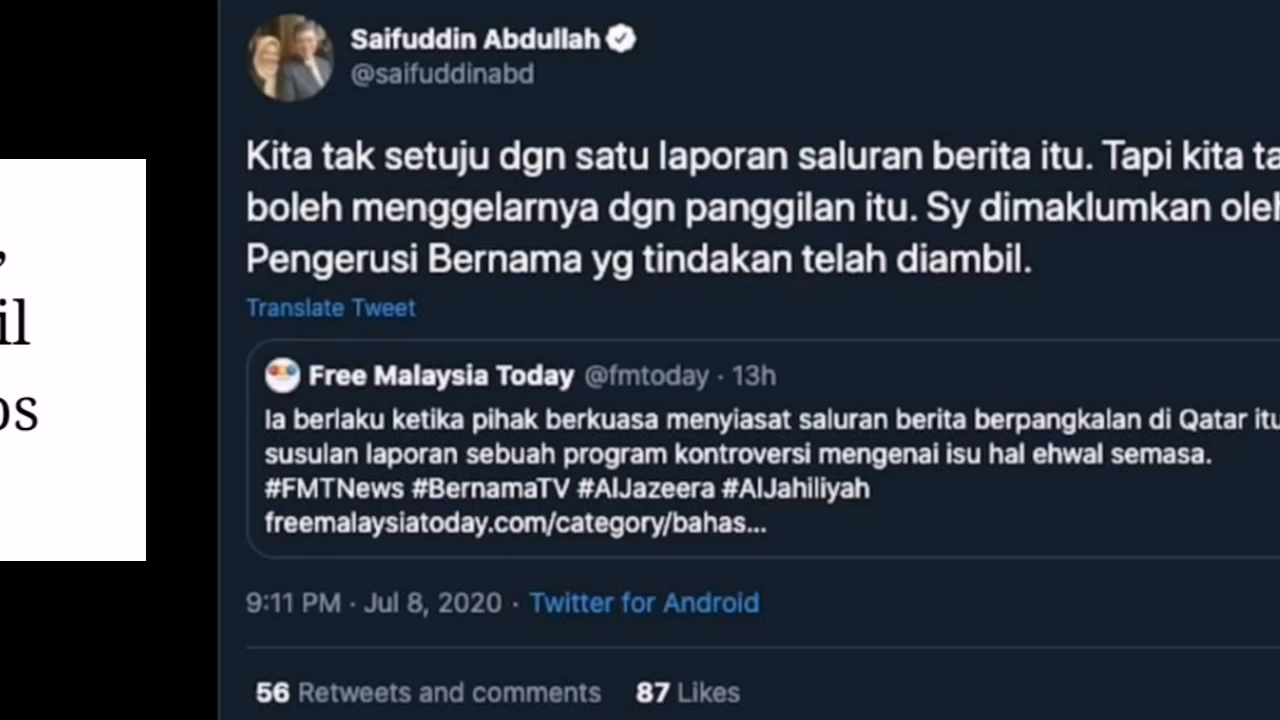 ,
il
os
Saifuddin Abdullah
@saifuddinabd
Kita tak setuju dgn satu laporan saluran berita itu. Tapi kita ta
boleh menggelarnya dgn panggilan itu. Sy dimaklumkan oleh
Pengerusi Bernama yg tindakan telah diambil.
Translate Tweet
Free Malaysia Today @fmtoday · 13h
Ia berlaku ketika pihak berkuasa menyiasat saluran berita berpangkalan di Qatar itu
susulan laporan sebuah program kontroversi mengenai isu hal ehwal semasa.
#FMTNews #BernamaTV #AlJazeera #AlJahiliyah
freemalaysiatoday.com/category/bahas...
9:11 PM · Jul 8, 2020 · Twitter for Android
56 Retweets and comments 87 Likes